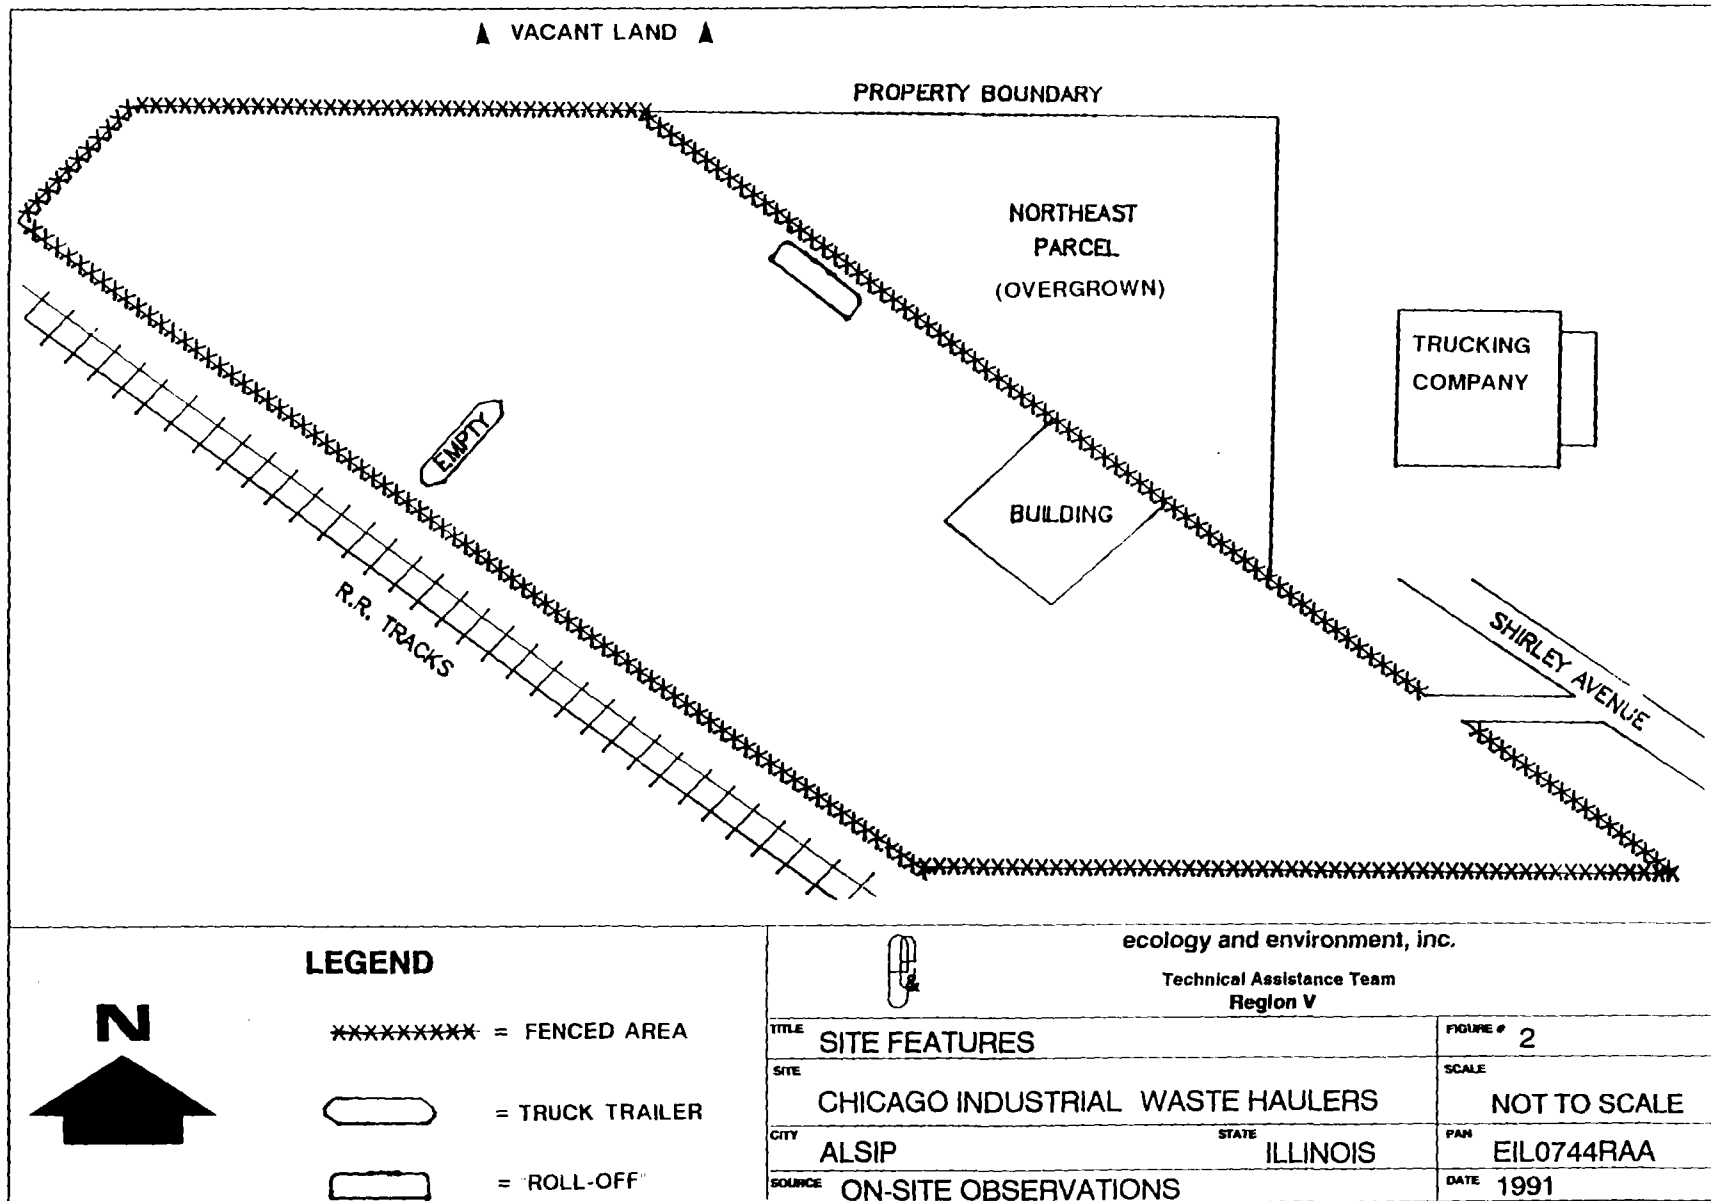 VACANT LAND
PROPERTY BOUNDARY
NORTHEAST
PARCEL
(OVERGROWN)
TRUCKING
COMPANY
EMPTY
BUILDING
R.R. TRACKS
SHIRLEY AVENUE
LEGEND
N
= FENCED AREA
= TRUCK TRAILER
= ROLL-OFF
&
ecology and environment, inc.
Technical Assistance Team
Region V
TITLE SITE FEATURES
FIGURE # 2
SITE CHICAGO INDUSTRIAL WASTE HAULERS
SCALE NOT TO SCALE
CITY ALSIP STATE ILLINOIS
PAN EIL0744RAA
SOURCE ON-SITE OBSERVATIONS
DATE 1991